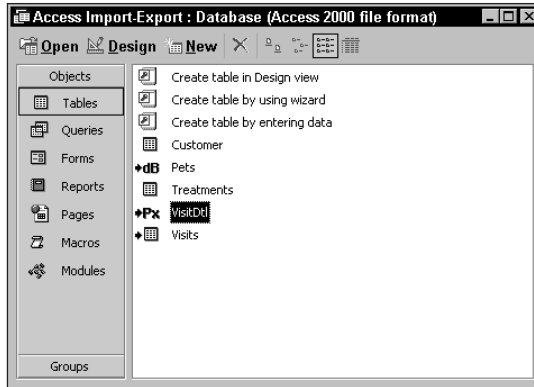 Access Import-Export : Database (Access 2000 file format)
Open Design New
Objects
Tables
Queries
Forms
Reports
Pages
Macros
Modules
Groups
Create table in Design view
Create table by using wizard
Create table by entering data
Customer
dB Pets
Treatments
Px VisitDtl
Visits